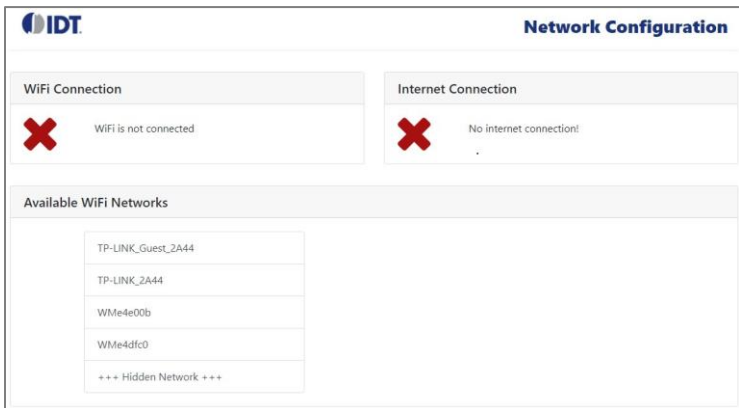 IDT.
Network Configuration
WiFi Connection
Internet Connection
WiFi is not connected
No internet connection!
Available WiFi Networks
TP-LINK_Guest_2A44
TP-LINK_2A44
WMe4e00b
WMe4dfc0
+++ Hidden Network +++